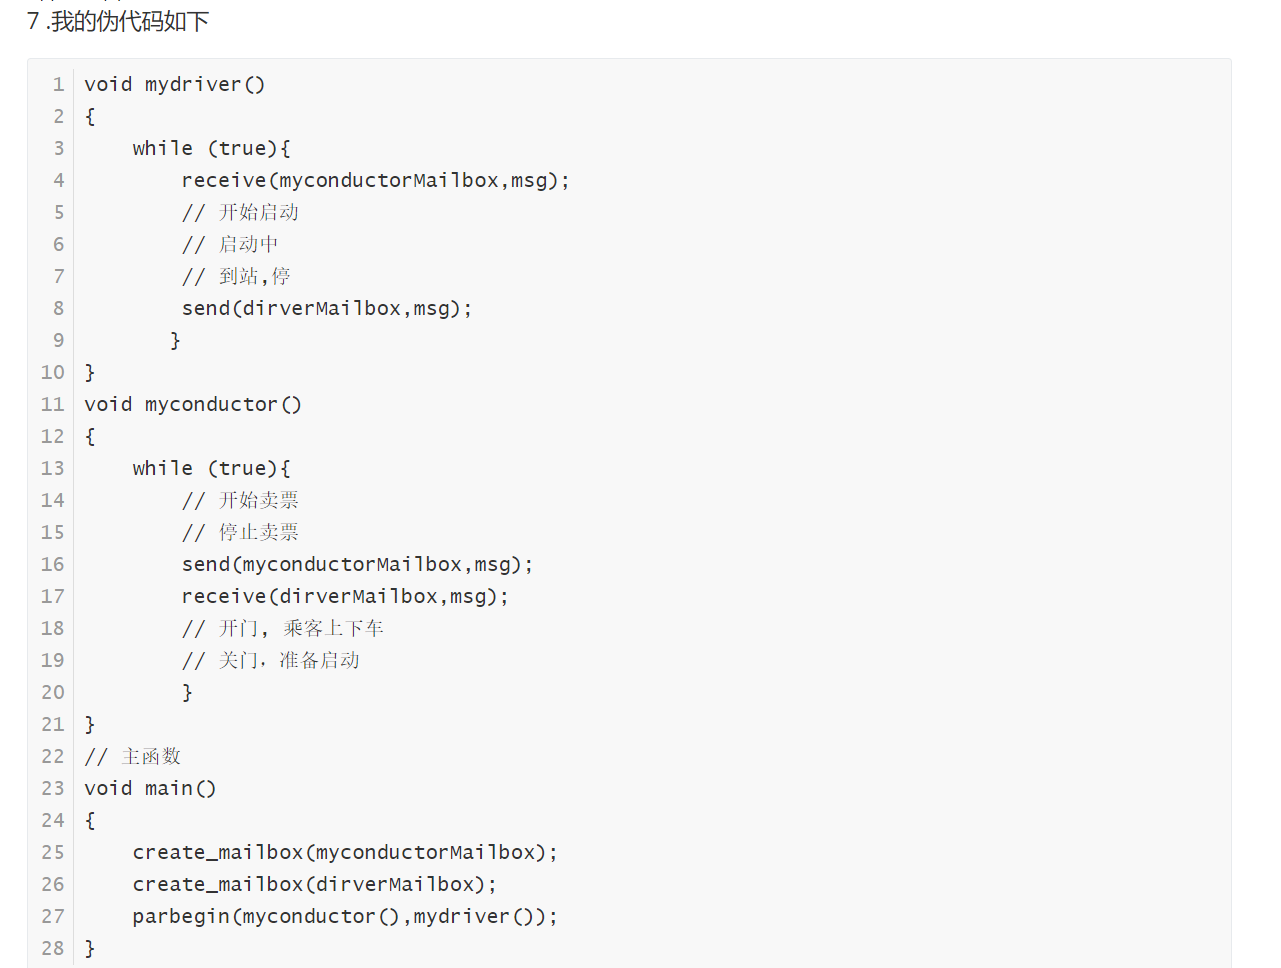 7 .我的伪代码如下
1 void mydriver()
2 {
3     while (true){
4         receive(myconductorMailbox,msg);
5         // 开始启动
6         // 启动中
7         // 到站,停
8         send(dirverMailbox,msg);
9        }
10 }
11 void myconductor()
12 {
13     while (true){
14         // 开始卖票
15         // 停止卖票
16         send(myconductorMailbox,msg);
17         receive(dirverMailbox,msg);
18         // 开门, 乘客上下车
19         // 关门，准备启动
20         }
21 }
22 // 主函数
23 void main()
24 {
25     create_mailbox(myconductorMailbox);
26     create_mailbox(dirverMailbox);
27     parbegin(myconductor(),mydriver());
28 }